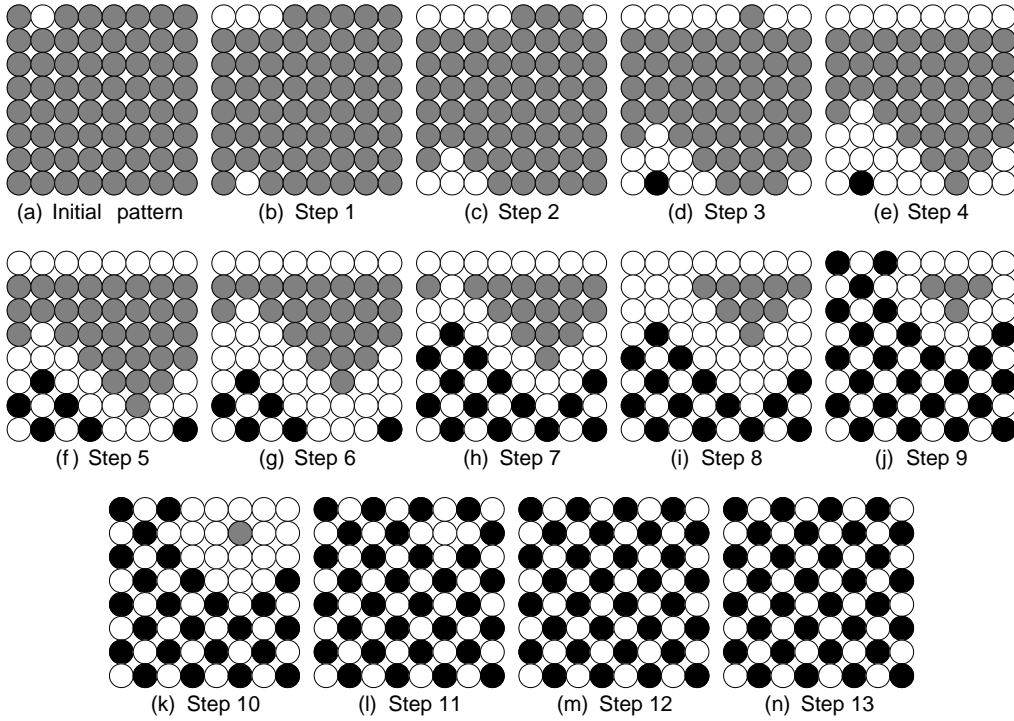 (a) Initial pattern (b) Step 1 (c) Step 2 (d) Step 3 (e) Step 4
(f) Step 5 (g) Step 6 (h) Step 7 (i) Step 8 (j) Step 9
(k) Step 10 (l) Step 11 (m) Step 12 (n) Step 13